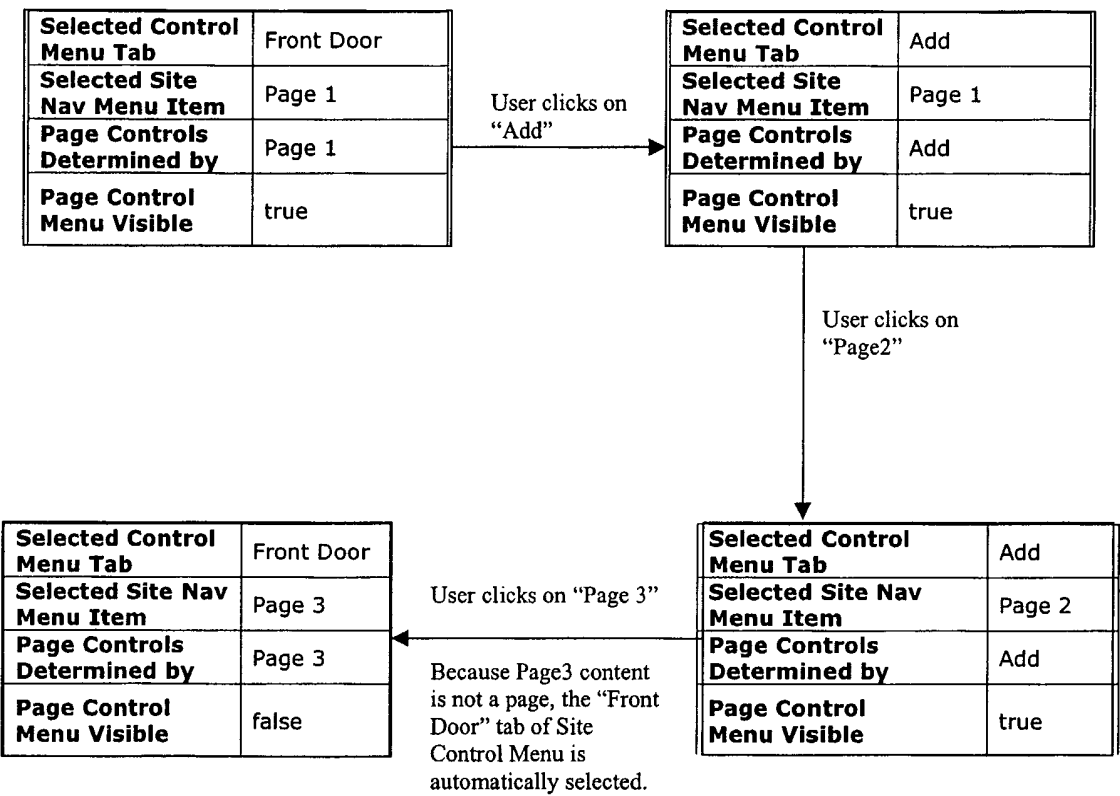 Selected Control
Menu Tab
Front Door
Selected Site
Nav Menu Item
Page 1
Page Controls
Determined by
Page 1
Page Control
Menu Visible
true
User clicks on
“Add”
Selected Control
Menu Tab
Add
Selected Site
Nav Menu Item
Page 1
Page Controls
Determined by
Add
Page Control
Menu Visible
true
User clicks on
“Page2”
Selected Control
Menu Tab
Add
Selected Site Nav
Menu Item
Page 2
Page Controls
Determined by
Add
Page Control
Menu Visible
true
User clicks on “Page 3”
Because Page3 content
is not a page, the “Front
Door” tab of Site
Control Menu is
automatically selected.
Selected Control
Menu Tab
Front Door
Selected Site Nav
Menu Item
Page 3
Page Controls
Determined by
Page 3
Page Control
Menu Visible
false